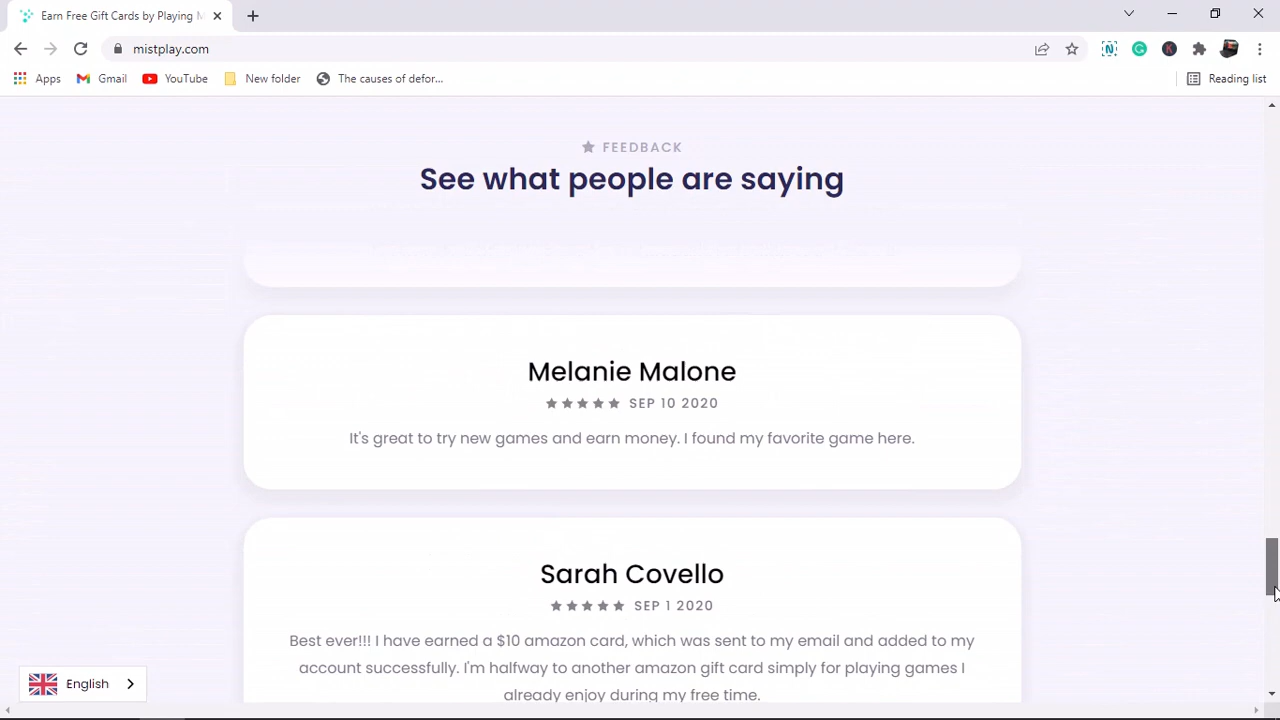 Earn Free Gift Cards by Playing M
mistplay.com
Apps
Gmail
YouTube
New folder
The causes of defor...
Reading list
FEEDBACK
See what people are saying
Melanie Malone
SEP 10 2020
It's great to try new games and earn money. I found my favorite game here.
Sarah Covello
SEP 1 2020
Best ever!!! I have earned a $10 amazon card, which was sent to my email and added to my
account successfully. I'm halfway to another amazon gift card simply for playing games I
already enjoy during my free time.
English